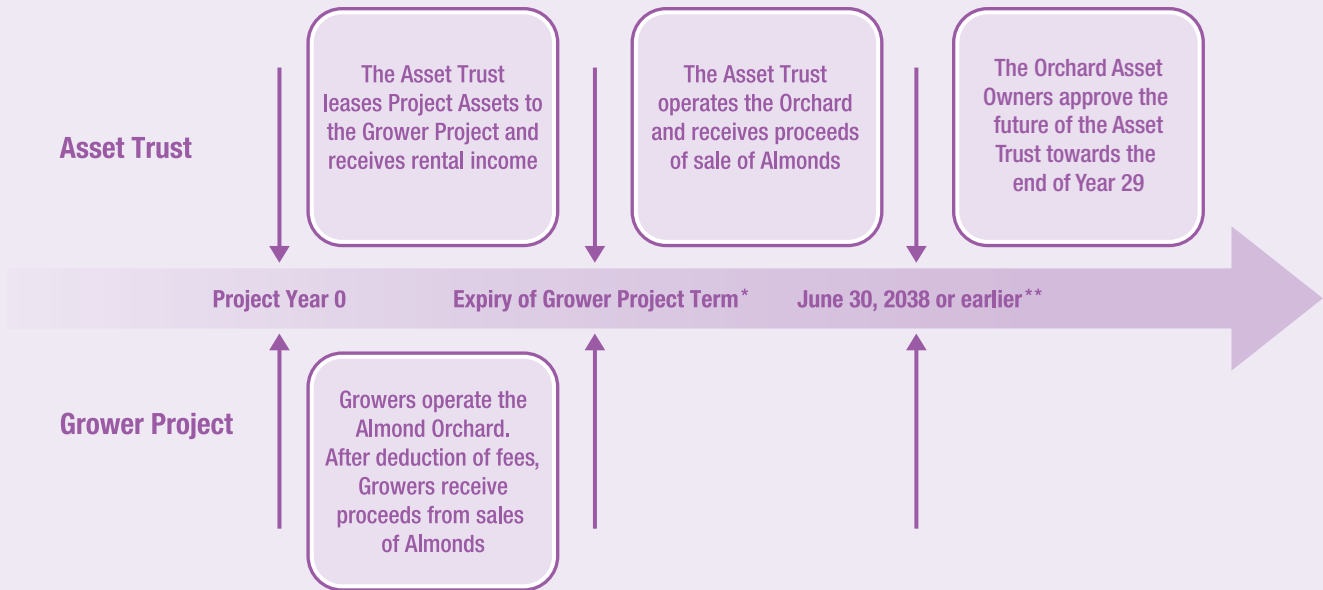 Asset Trust
The Asset Trust
leases Project Assets to
the Grower Project and
receives rental income
The Asset Trust
operates the Orchard
and receives proceeds
of sale of Almonds
The Orchard Asset
Owners approve the
future of the Asset
Trust towards the
end of Year 29
Project Year 0
Expiry of Grower Project Term*
June 30, 2038 or earlier**
Grower Project
Growers operate the
Almond Orchard.
After deduction of fees,
Growers receive
proceeds from sales
of Almonds